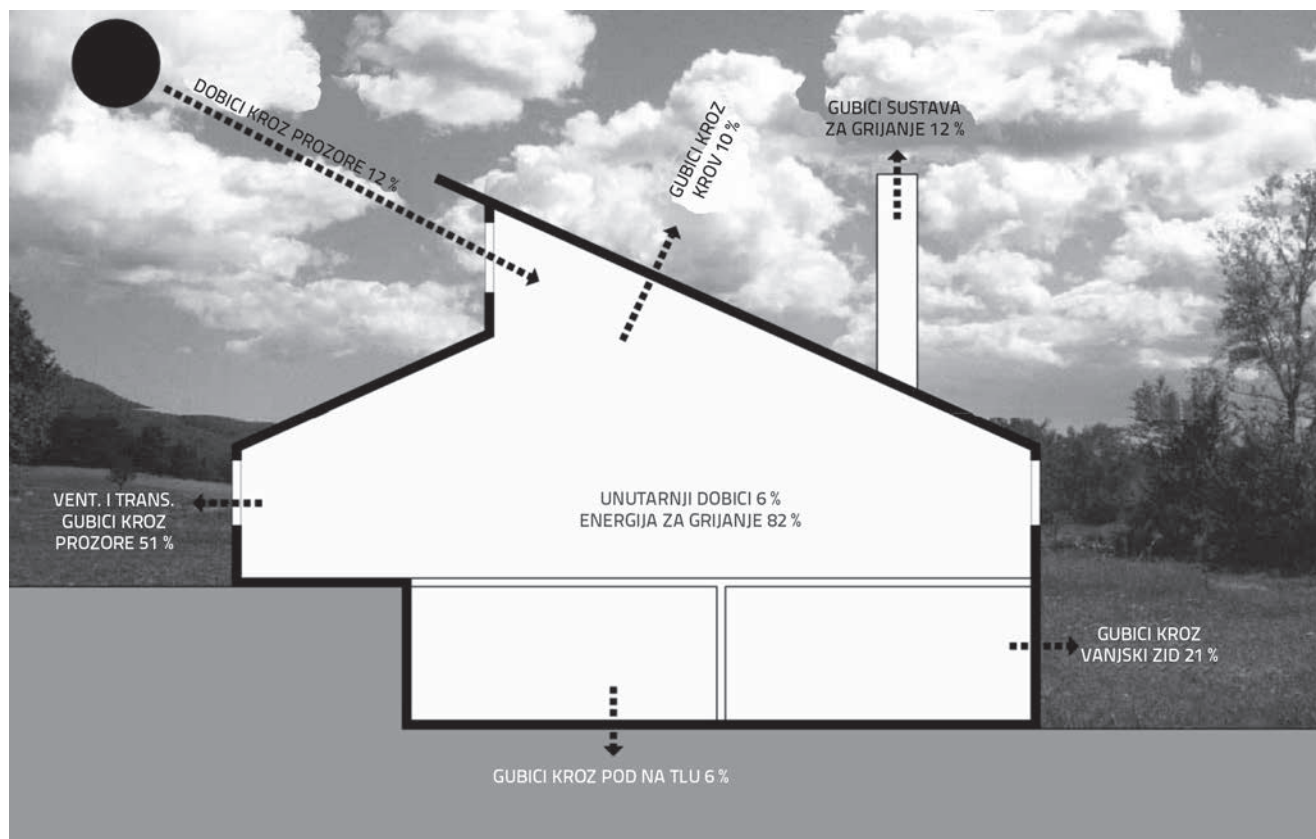 DOBICI KROZ PROZORE 12 %
GUBICI KROZ
KROV 10 %
GUBICI SUSTAVA
ZA GRIJANJE 12 %
VENT. I TRANS.
GUBICI KROZ
PROZORE 51 %
UNUTARNJI DOBICI 6 %
ENERGIJA ZA GRIJANJE 82 %
GUBICI KROZ
VANJSKI ZID 21 %
GUBICI KROZ POD NA TLU 6 %